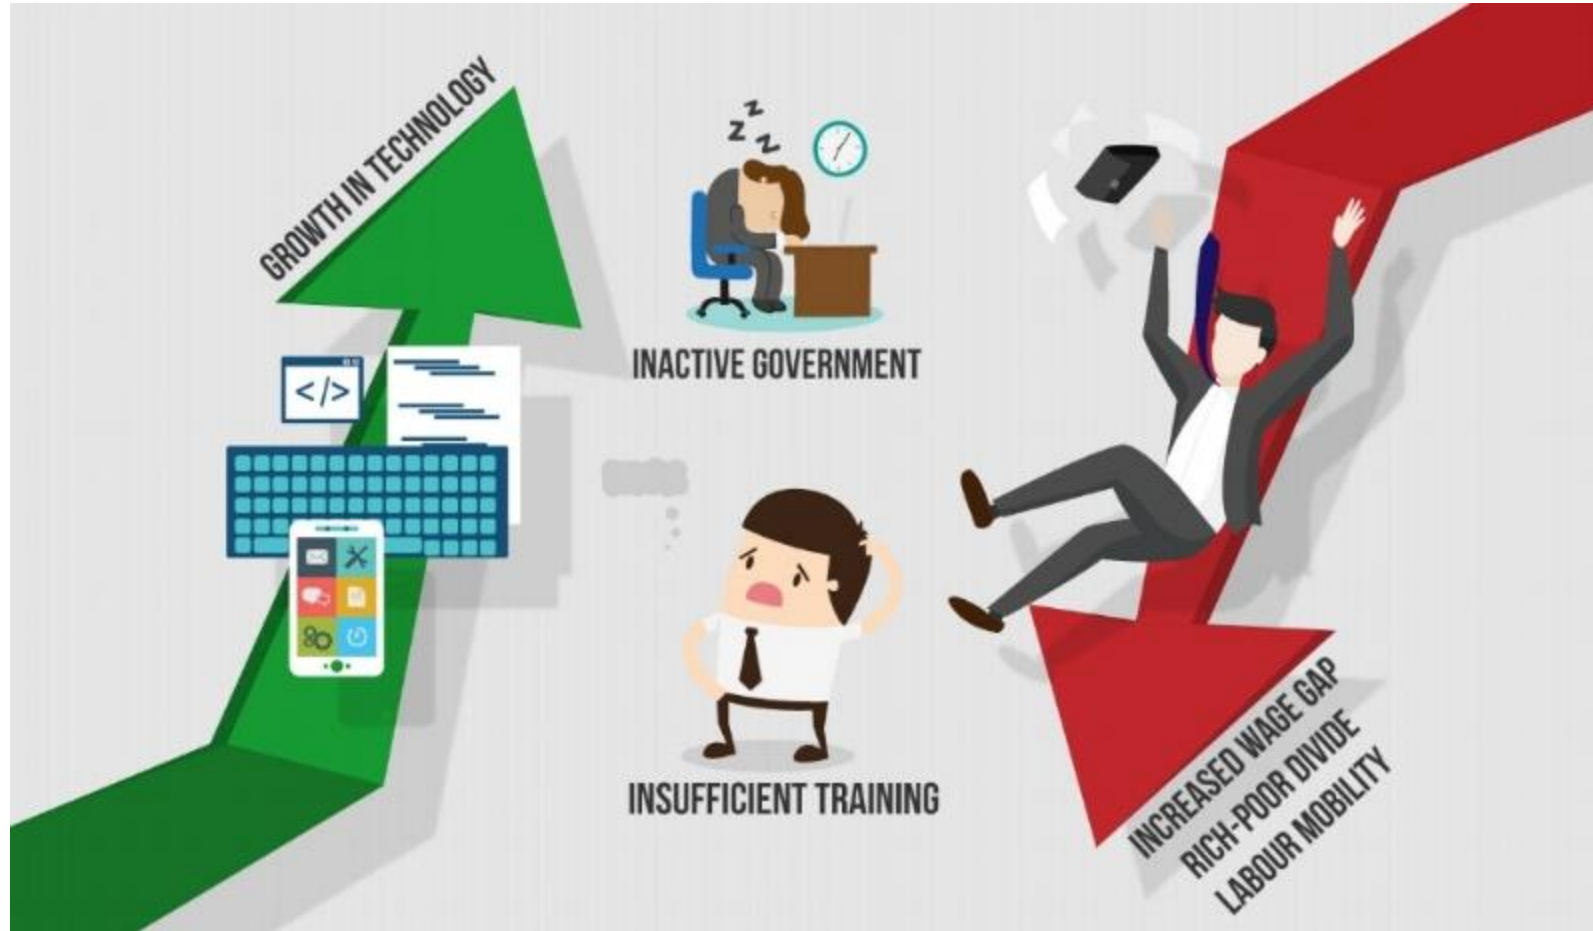 GROWTH IN TECHNOLOGY
z
z
z
INACTIVE GOVERNMENT
</>
INSUFFICIENT TRAINING
INCREASED WAGE GAP
RICH-POOR DIVIDE
LABOUR MOBILITY